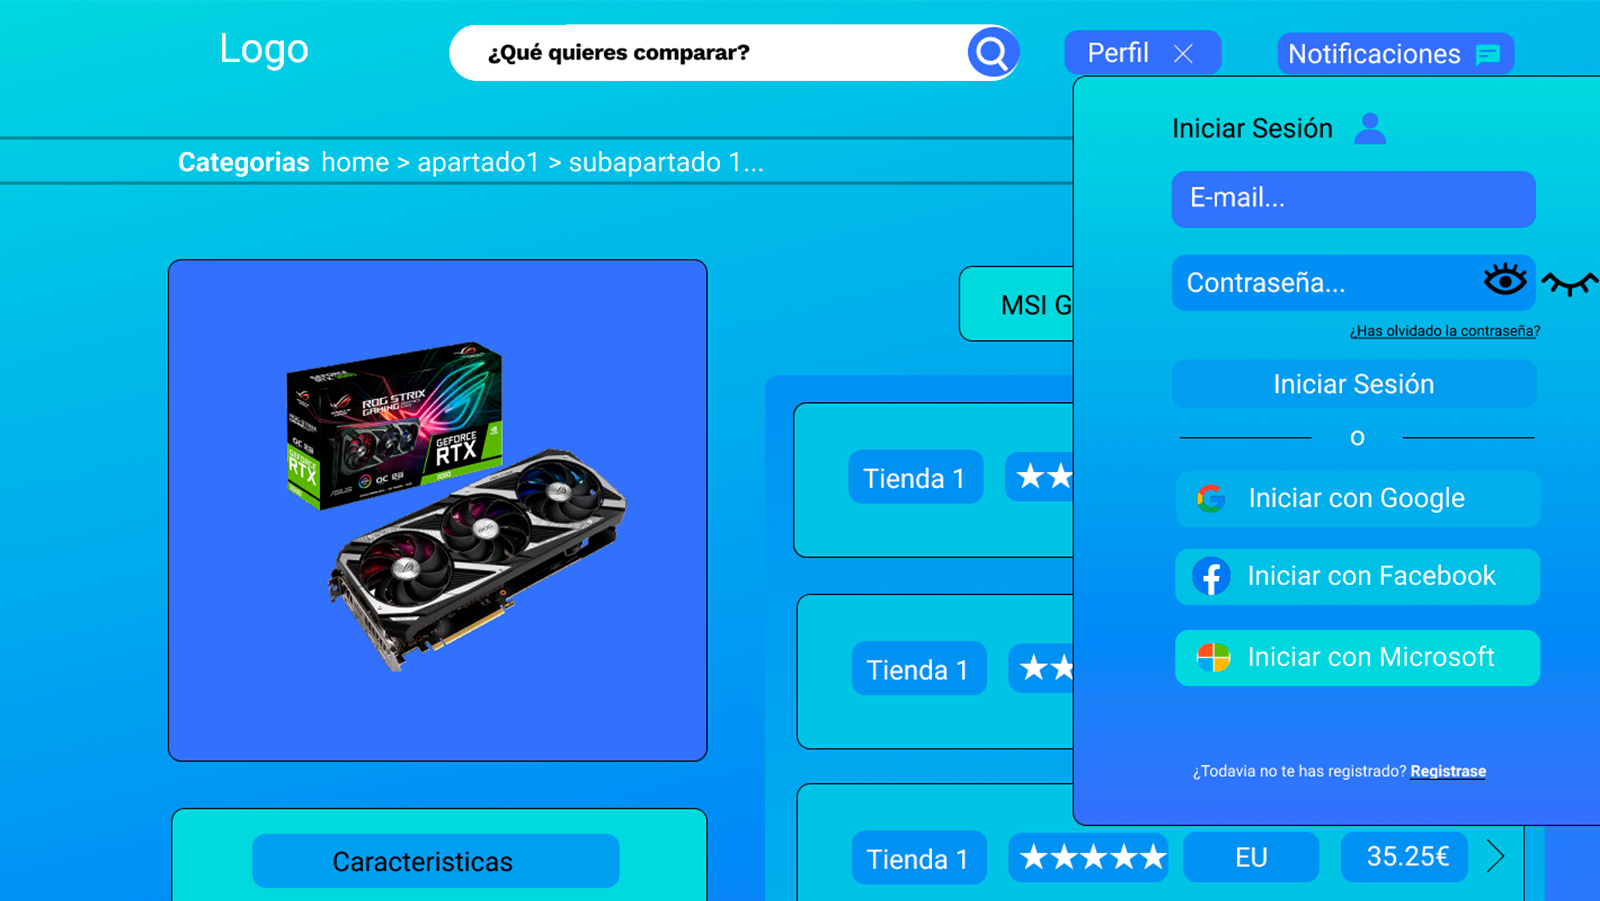 Logo
¿Qué quieres comparar?
Perfil
Notificaciones
Categorias home > apartado1 > subapartado 1...
Iniciar Sesión
E-mail...
Contraseña...
¿Has olvidado la contraseña?
Iniciar Sesión
O
Iniciar con Google
Iniciar con Facebook
Iniciar con Microsoft
¿Todavia no te has registrado? Registrase
MSI G
Tienda 1
Tienda 1
Tienda 1
EU
35.25€
ROG STRIX
GAMING
GEFORCE
RTX
GEFORCE
RTX
Caracteristicas